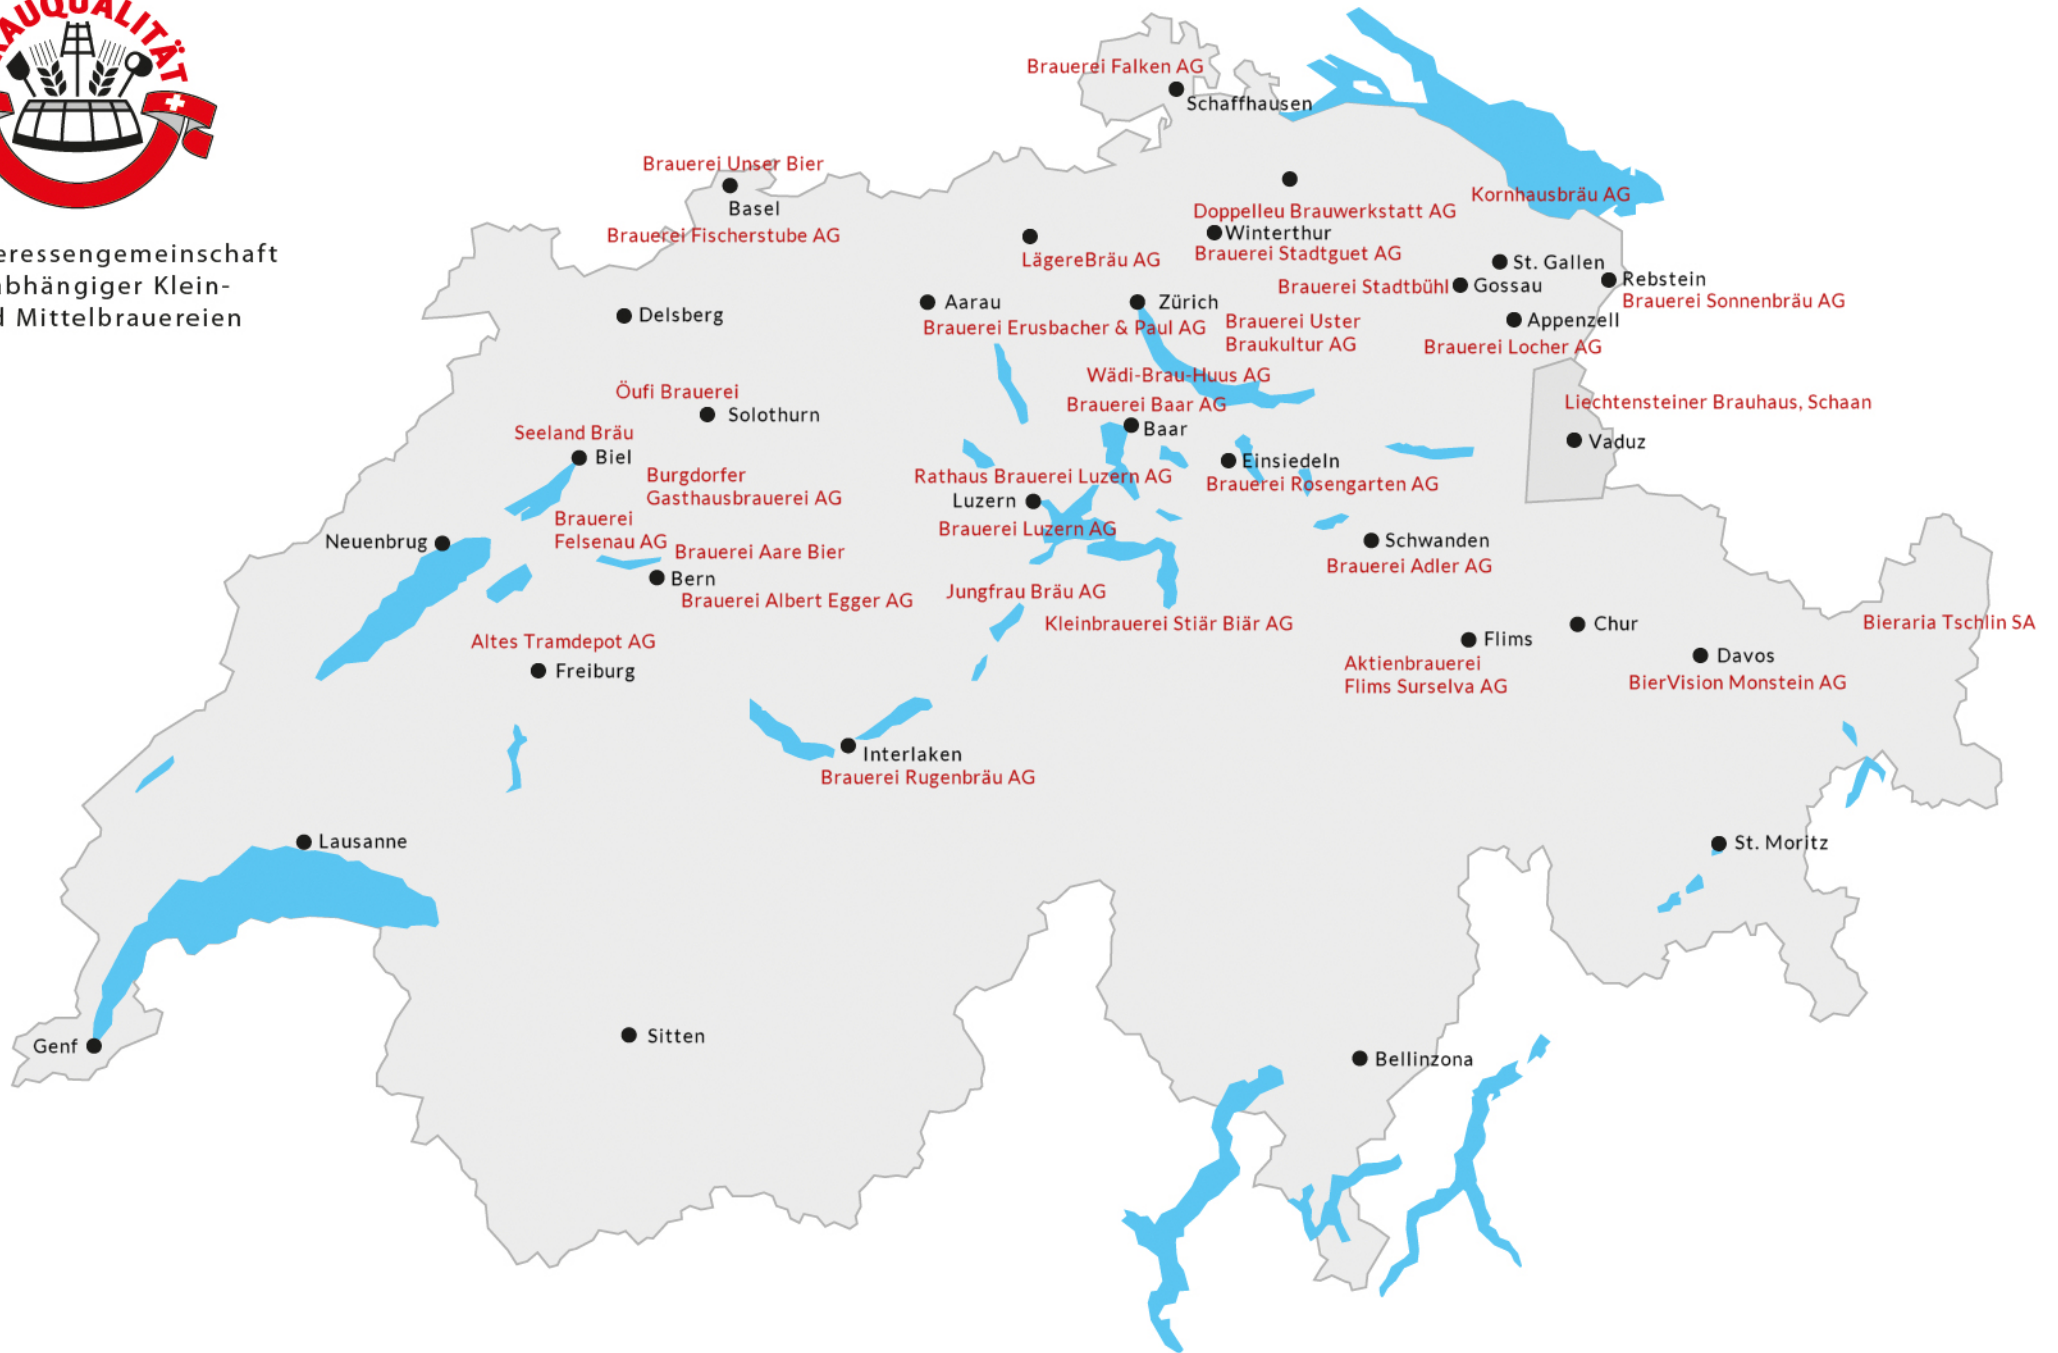 Brauerei Falken AG
Schaffhausen
Brauerei Unser Bier
Basel
Brauerei Fischerstube AG
Kornhausbräu AG
Doppelleu Brauwerkstatt AG
Winterthur
Brauerei Stadtguet AG
LägereBräu AG
eressengemeinschaft
abhängiger Klein-
d Mittelbrauereien
St. Gallen
Brauerei Stadtbühl
Gossau
Rebstein
Brauerei Sonnenbräu AG
Delsberg
Aarau
Zürich
Brauerei Erusbacher & Paul AG
Brauerei Uster
Braukultur AG
Appenzell
Brauerei Locher AG
Wädi-Brau-Huus AG
Öufi Brauerei
Solothurn
Brauerei Baar AG
Baar
Liechtensteiner Brauhaus, Schaan
Vaduz
Seeland Bräu
Biel
Burgdorfer
Gasthausbrauerei AG
Rathaus Brauerei Luzern AG
Luzern
Brauerei Luzern AG
Einsiedeln
Brauerei Rosengarten AG
Neuenbrug
Brauerei
Felsenau AG
Brauerei Aare Bier
Bern
Brauerei Albert Egger AG
Schwanden
Brauerei Adler AG
Jungfrau Bräu AG
Kleinbrauerei Stiär Biär AG
Altes Tramdepot AG
Freiburg
Flims
Aktienbrauerei
Flims Surselva AG
Chur
Bieraria Tschlin SA
Davos
BierVision Monstein AG
Interlaken
Brauerei Rugenbräu AG
Lausanne
St. Moritz
Genf
Sitten
Bellinzona